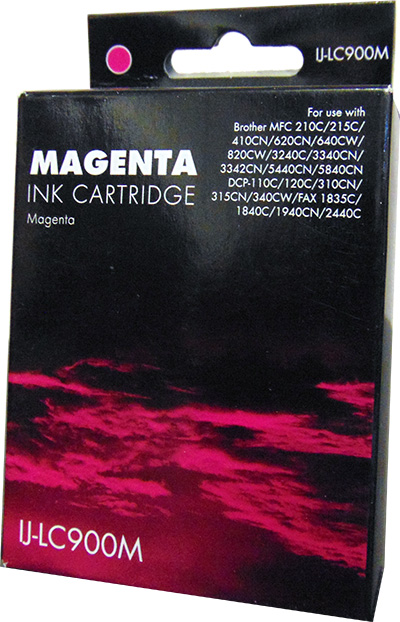 IJ-LC900M
For use with
Brother MFC 210C/215C/
410CN/620CN/640CW/
820CW/3240C/3340CN/
3342CN/5440CN/5840CN
DCP-110C/120C/310CN/
315CN/340CW/FAX 1835C/
1840C/1940CN/2440C
MAGENTA
INK CARTRIDGE
Magenta
IJ-LC900M